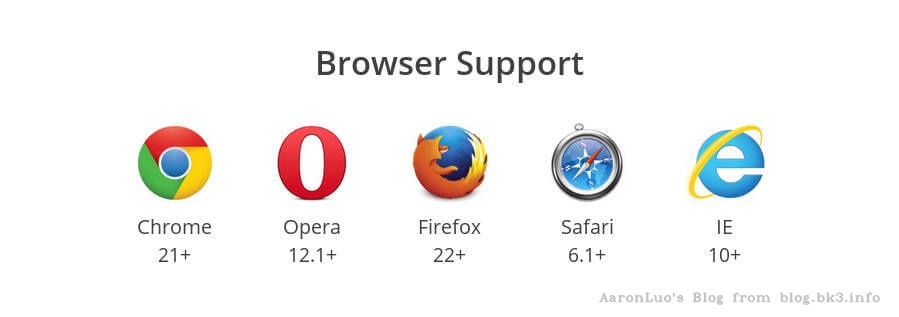 Browser Support
Chrome Opera Firefox Safari IE
21+ 12.1+ 22+ 6.1+ 10+
AaronLuo's Blog from blog.bk3.info